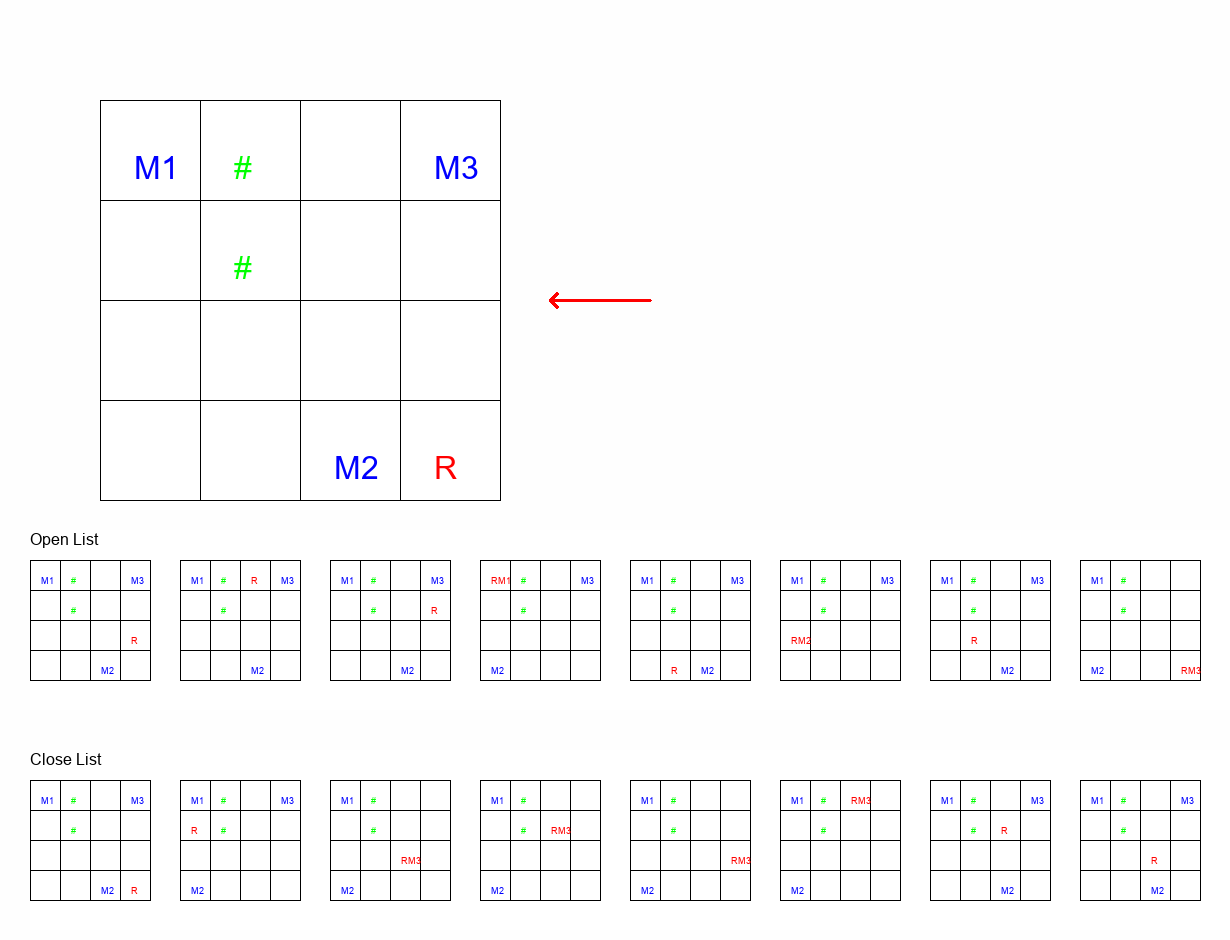 M1 # M3
#
M2 R
Open List
M1 # M3 M1 # R M3 M1 # M3 RM1 # M3 M1 # M3 M1 # M3 M1 # M3 M1 #
# # # R # # # # #
R RM2 R
M2 M2 M2 M2 R M2 M2 M2 RM3
Close List
M1 # M3 M1 # M3 M1 # M1 # M1 # M1 # RM3 M1 # M3 M1 # M3
# R # # # RM3 # # # R #
RM3 RM3 R
M2 R M2 M2 M2 M2 M2 M2 M2